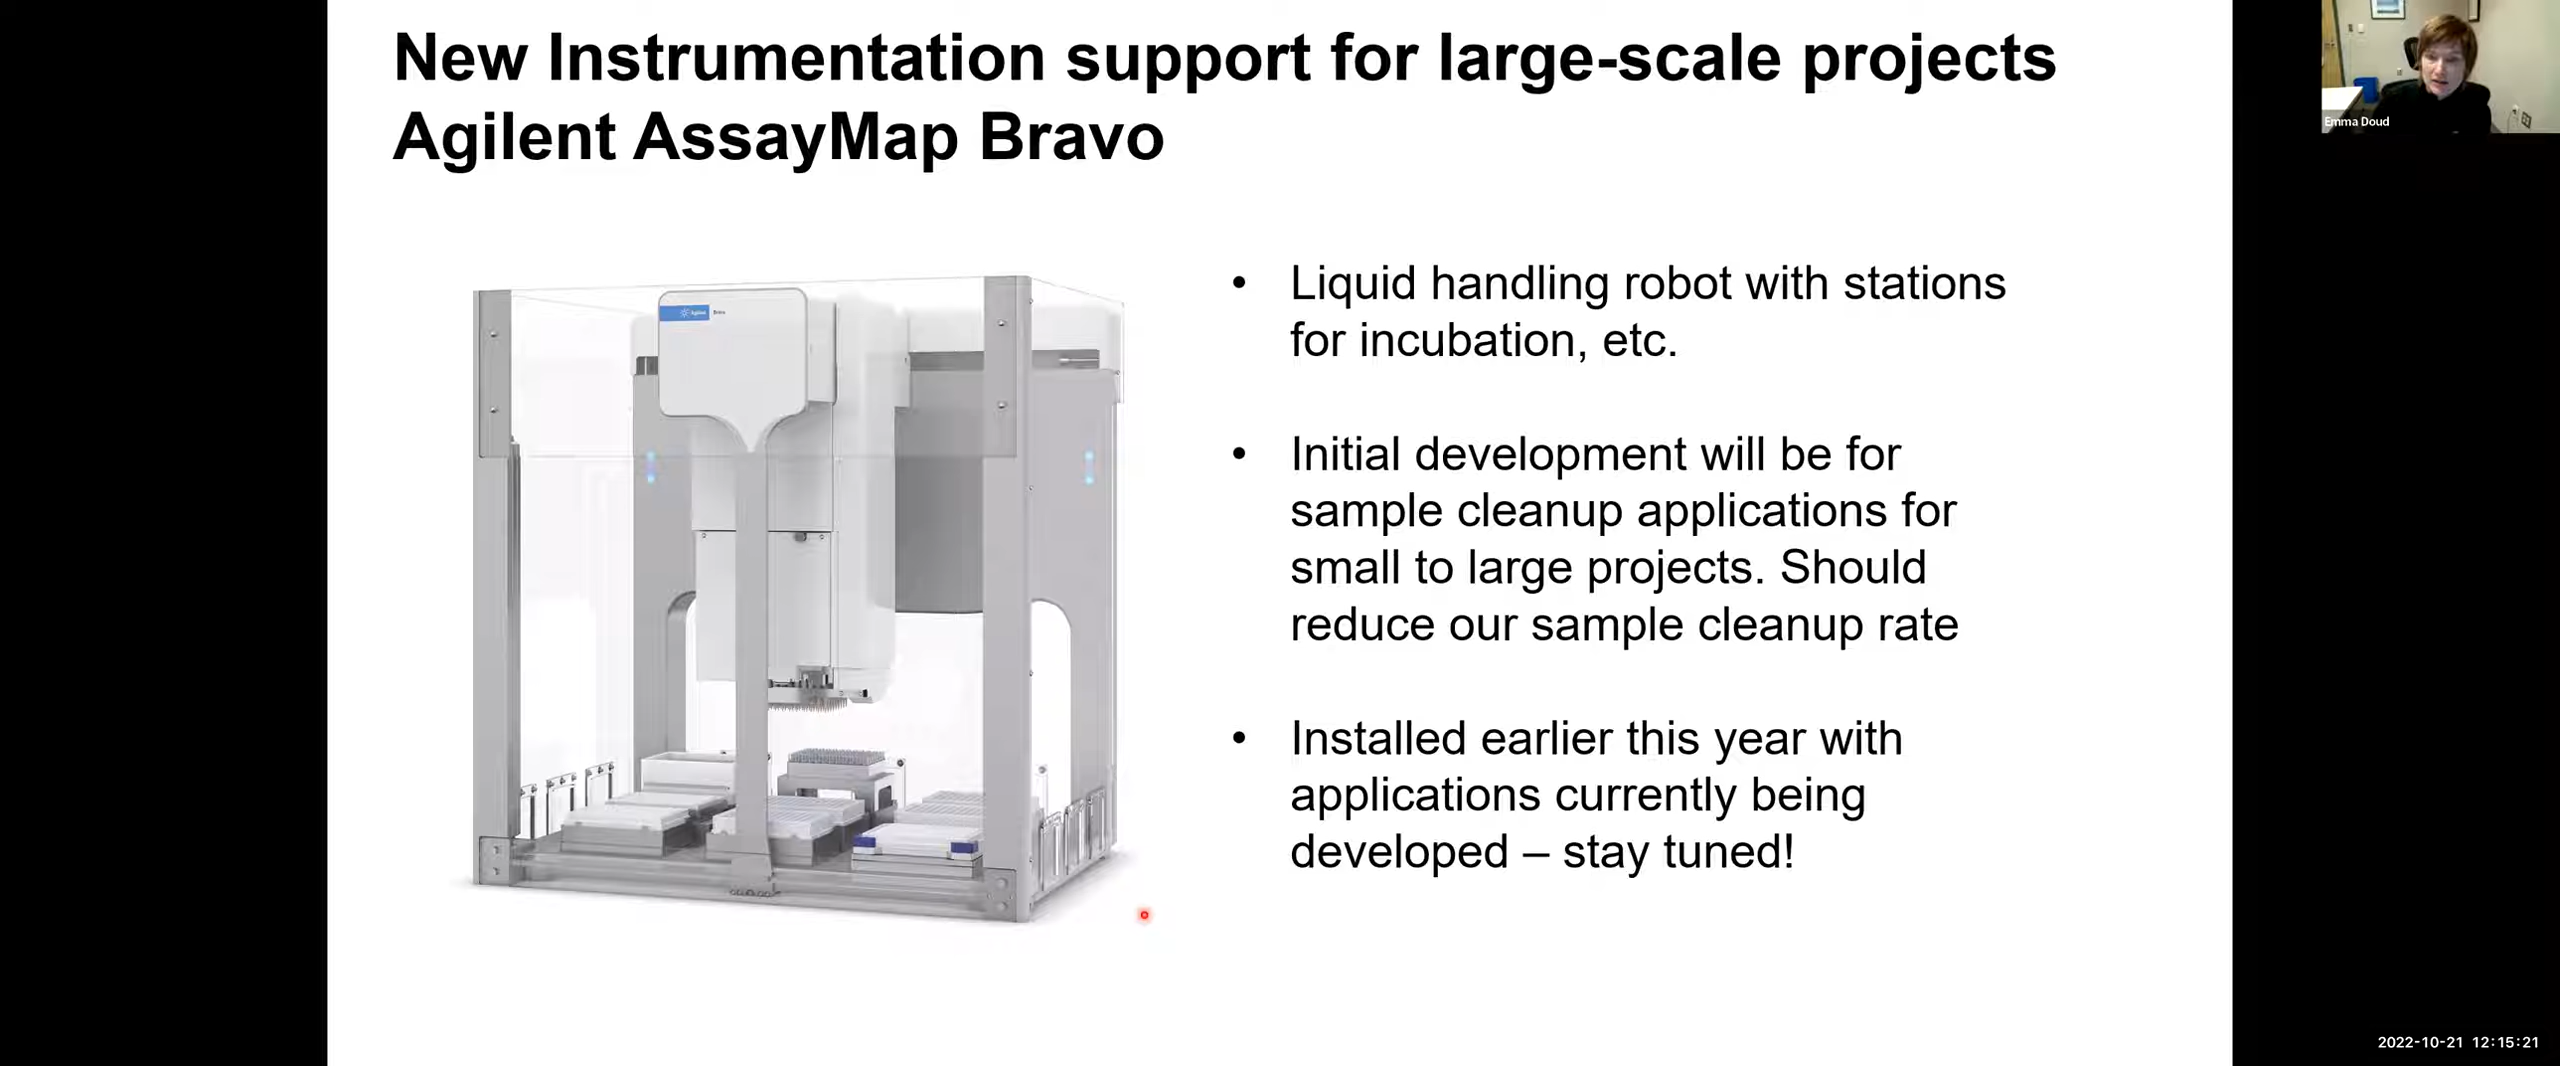 New Instrumentation support for large-scale projects
Agilent AssayMap Bravo
Emma Doud
Agilent Bravo
• Liquid handling robot with stations
for incubation, etc.
• Initial development will be for
sample cleanup applications for
small to large projects. Should
reduce our sample cleanup rate
• Installed earlier this year with
applications currently being
developed – stay tuned!
2022-10-21 12:15:21